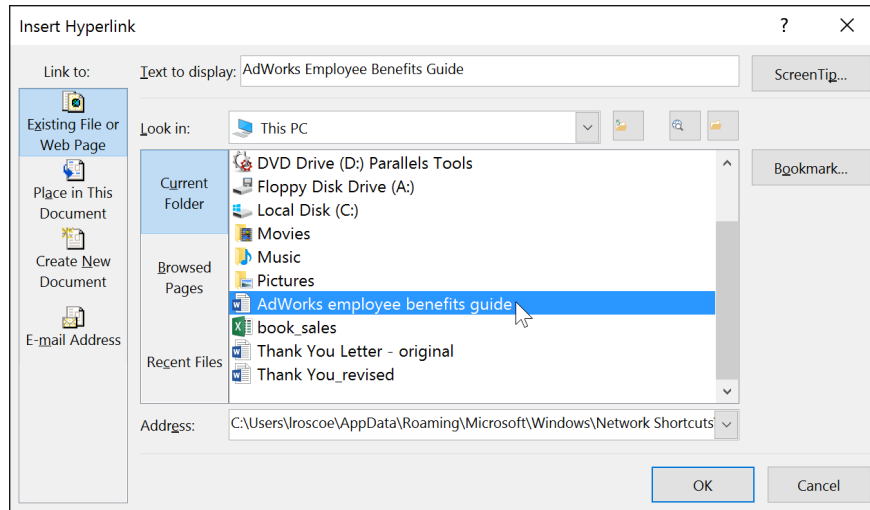 Insert Hyperlink
?
Link to:
Text to display:
AdWorks Employee Benefits Guide
ScreenTip...
Existing File or
Web Page
Place in This
Document
Create New
Document
E-mail Address
Look in:
This PC
Current
Folder
Browsed
Pages
Recent Files
DVD Drive (D:) Parallels Tools
Floppy Disk Drive (A:)
Local Disk (C:)
Movies
Music
Pictures
AdWorks employee benefits guide
book_sales
Thank You Letter - original
Thank You_revised
Bookmark...
Address:
C:\Users\lroscoe\AppData\Roaming\Microsoft\Windows\Network Shortcuts\
OK
Cancel